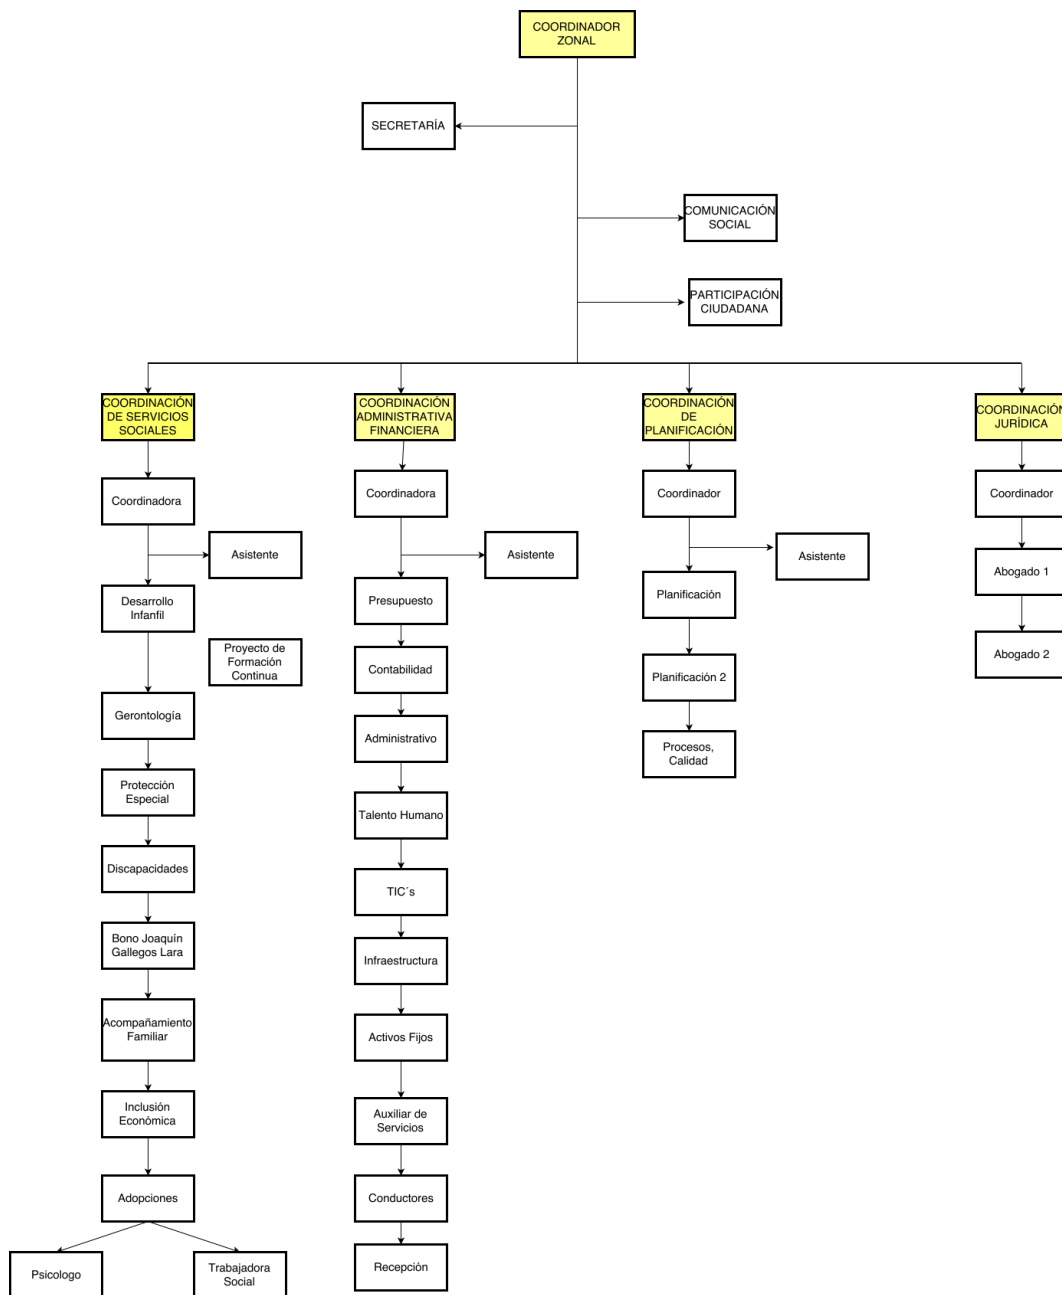 COORDINADOR
ZONAL
SECRETARÍA
COMUNICACIÓN
SOCIAL
PARTICIPACIÓN
CIUDADANA
COORDINACIÓN
DE SERVICIOS
SOCIALES
COORDINACIÓN
ADMINISTRATIVA
FINANCIERA
COORDINACIÓN
DE
PLANIFICACIÓN
COORDINACIÓN
JURÍDICA
Coordinadora
Asistente
Desarrollo
Infanfil
Proyecto de
Formación
Continua
Gerontología
Protección
Especial
Discapacidades
Bono Joaquín
Gallegos Lara
Acompañamiento
Familiar
Inclusión
Económica
Adopciones
Psicologo
Trabajadora
Social
Coordinadora
Asistente
Presupuesto
Contabilidad
Administrativo
Talento Humano
TIC´s
Infraestructura
Activos Fijos
Auxiliar de
Servicios
Conductores
Recepción
Coordinador
Asistente
Planificación
Planificación 2
Procesos,
Calidad
Coordinador
Abogado 1
Abogado 2